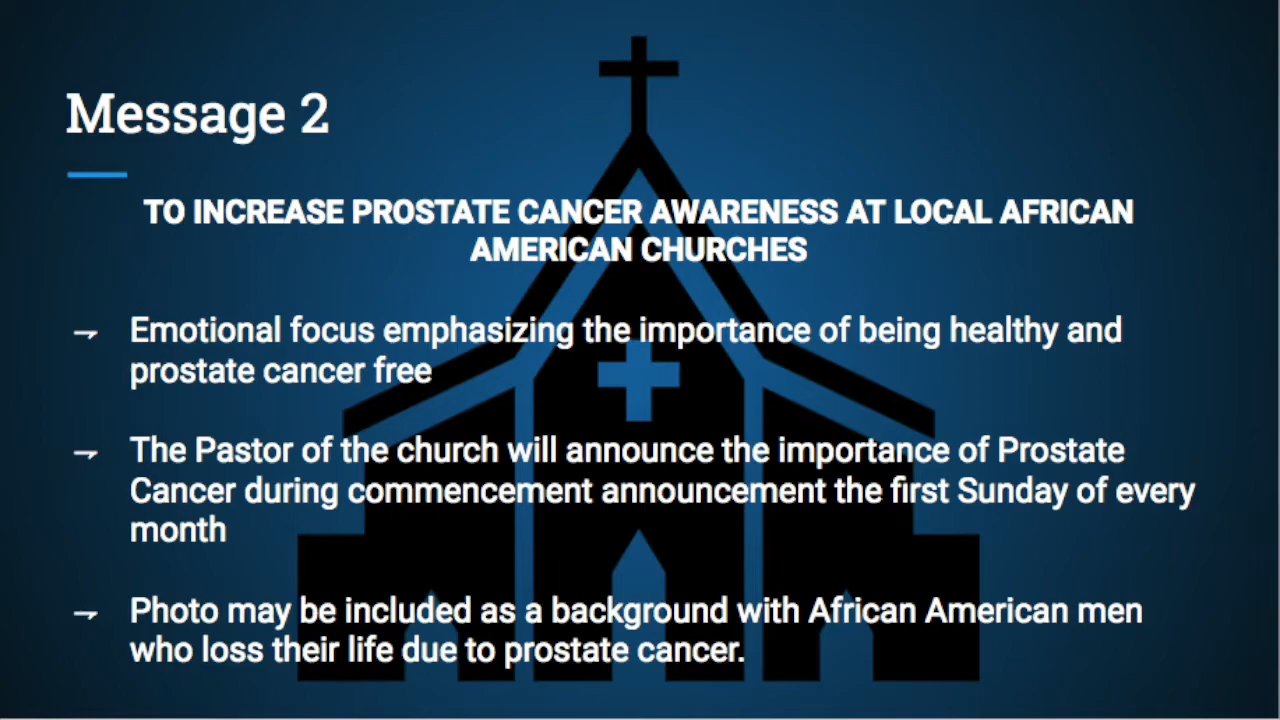 Message 2
TO INCREASE PROSTATE CANCER AWARENESS AT LOCAL AFRICAN
AMERICAN CHURCHES
Emotional focus emphasizing the importance of being healthy and
prostate cancer free
The Pastor of the church will announce the importance of Prostate
Cancer during commencement announcement the first Sunday of every
month
Photo may be included as a background with African American men
who loss their life due to prostate cancer.